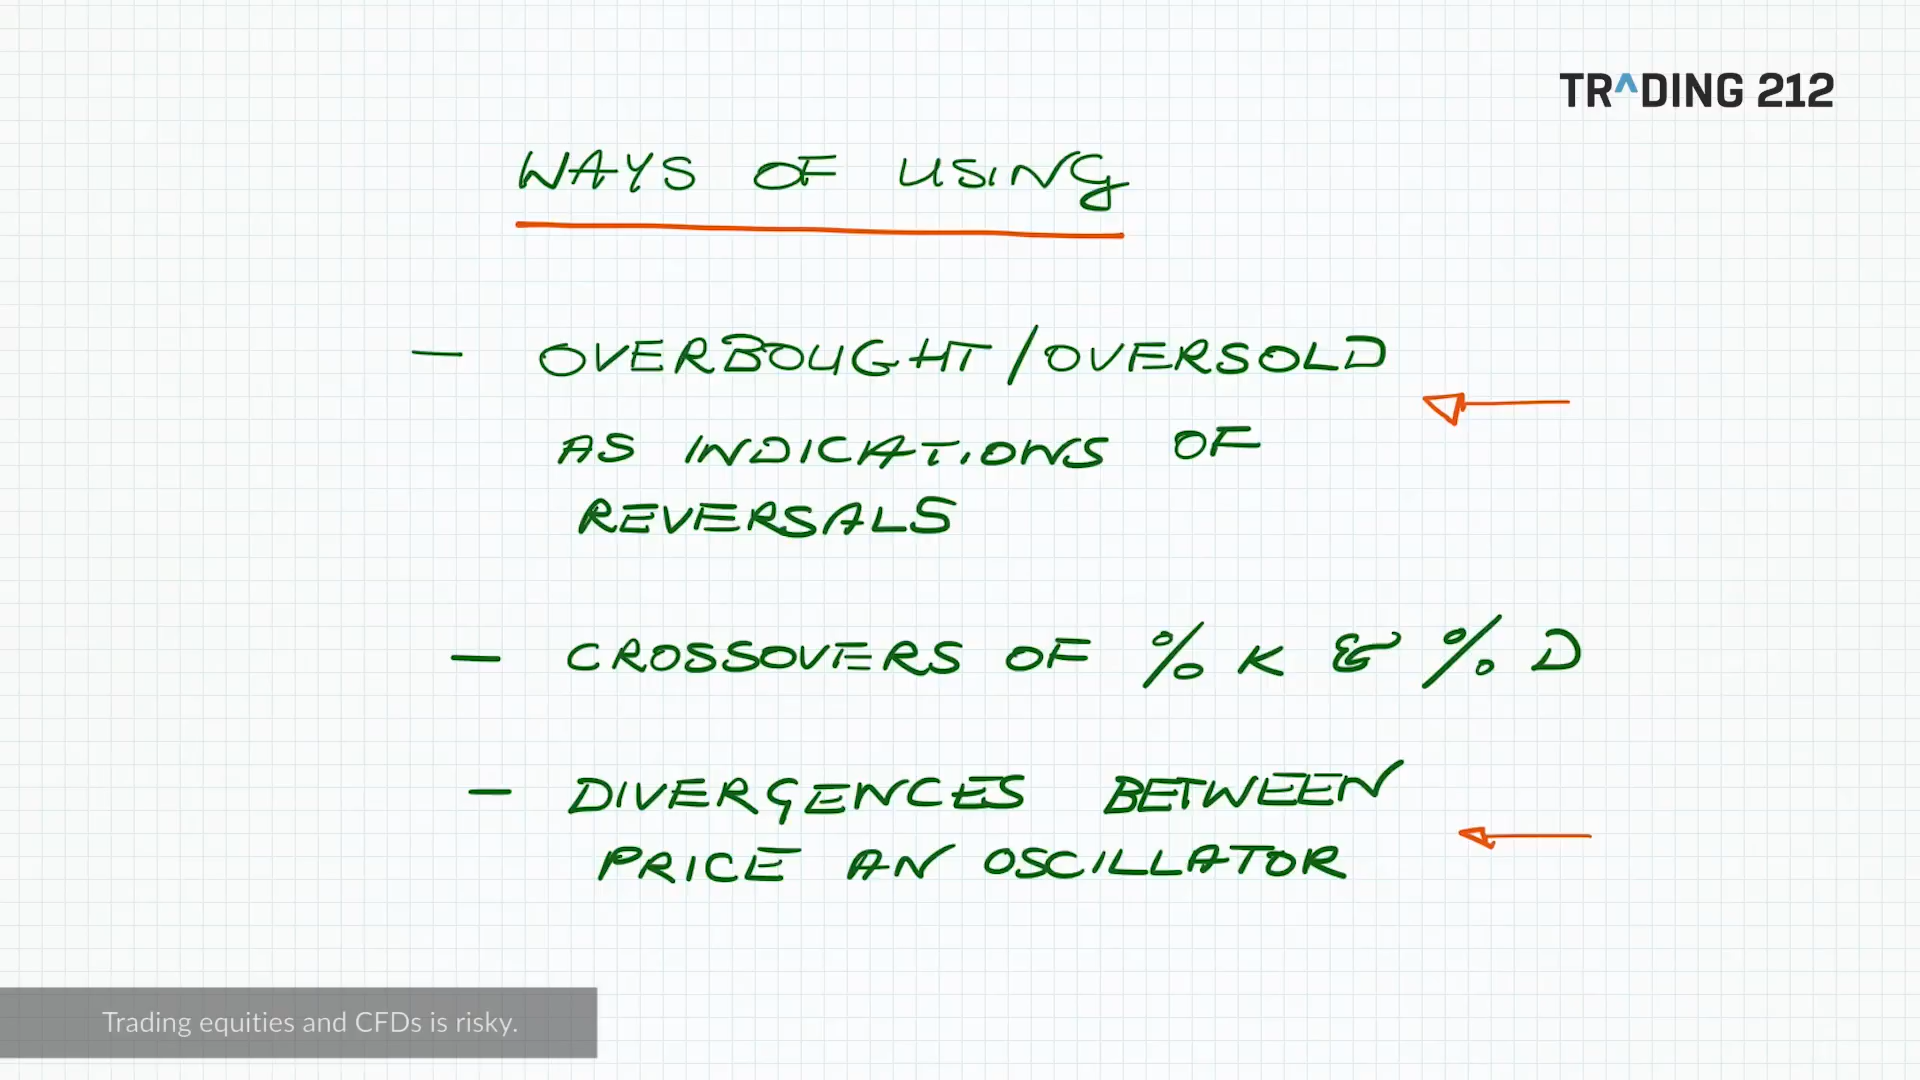 TRADING 212
WAYS OF USING
- OVERBOUGHT/OVERSOLD
AS INDICATIONS OF
REVERSALS
- CROSSOVERS OF % K & % D
- DIVERGENCES BETWEEN
PRICE AN OSCILLATOR
Trading equities and CFDs is risky.